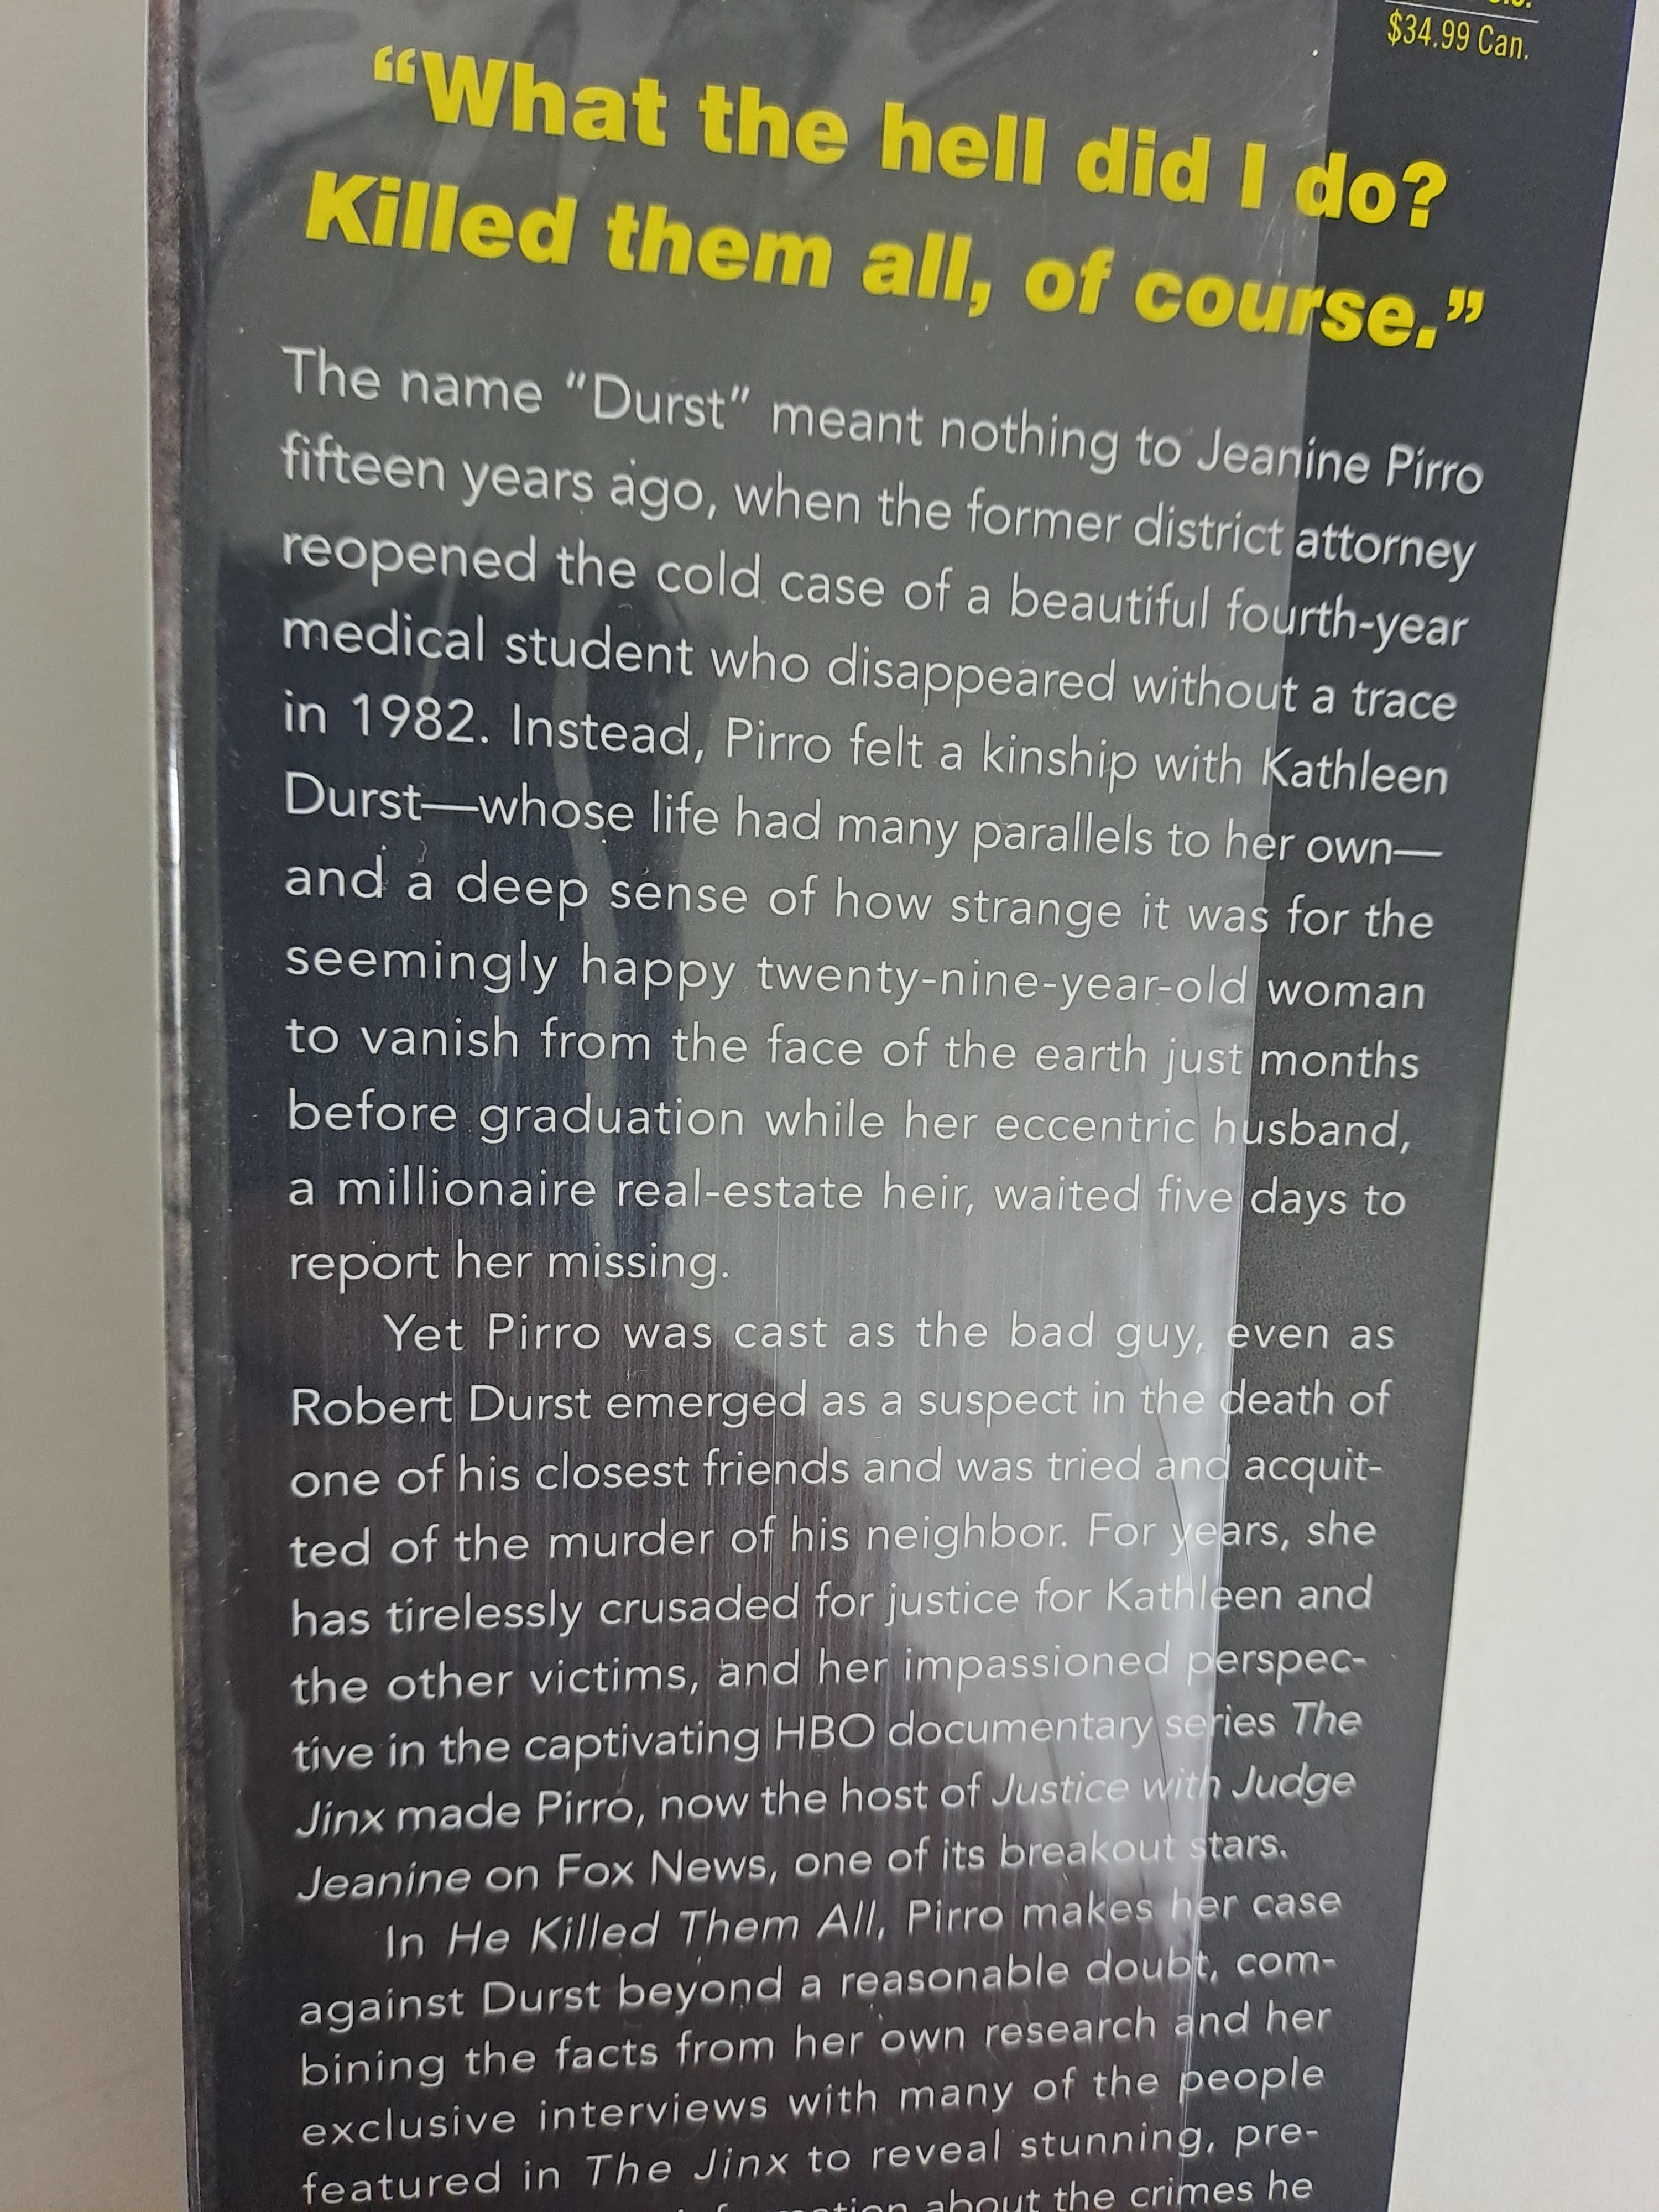 $34.99 Can.
“What the hell did I do?
Killed them all, of course.”
The name “Durst” meant nothing to Jeanine Pirro
fifteen years ago, when the former district attorney
reopened the cold case of a beautiful fourth-year
medical student who disappeared without a trace
in 1982. Instead, Pirro felt a kinship with Kathleen
Durst—whose life had many parallels to her own—
and a deep sense of how strange it was for the
seemingly happy twenty-nine-year-old woman
to vanish from the face of the earth just months
before graduation while her eccentric husband,
a millionaire real-estate heir, waited five days to
report her missing.
Yet Pirro was cast as the bad guy, even as
Robert Durst emerged as a suspect in the death of
one of his closest friends and was tried and acquit-
ted of the murder of his neighbor. For years, she
has tirelessly crusaded for justice for Kathleen and
the other victims, and her impassioned perspec-
tive in the captivating HBO documentary series The
Jinx made Pirro, now the host of Justice with Judge
Jeanine on Fox News, one of its breakout stars.
In He Killed Them All, Pirro makes her case
against Durst beyond a reasonable doubt, com-
bining the facts from her own research and her
exclusive interviews with many of the people
featured in The Jinx to reveal stunning, pre-
about the crimes he